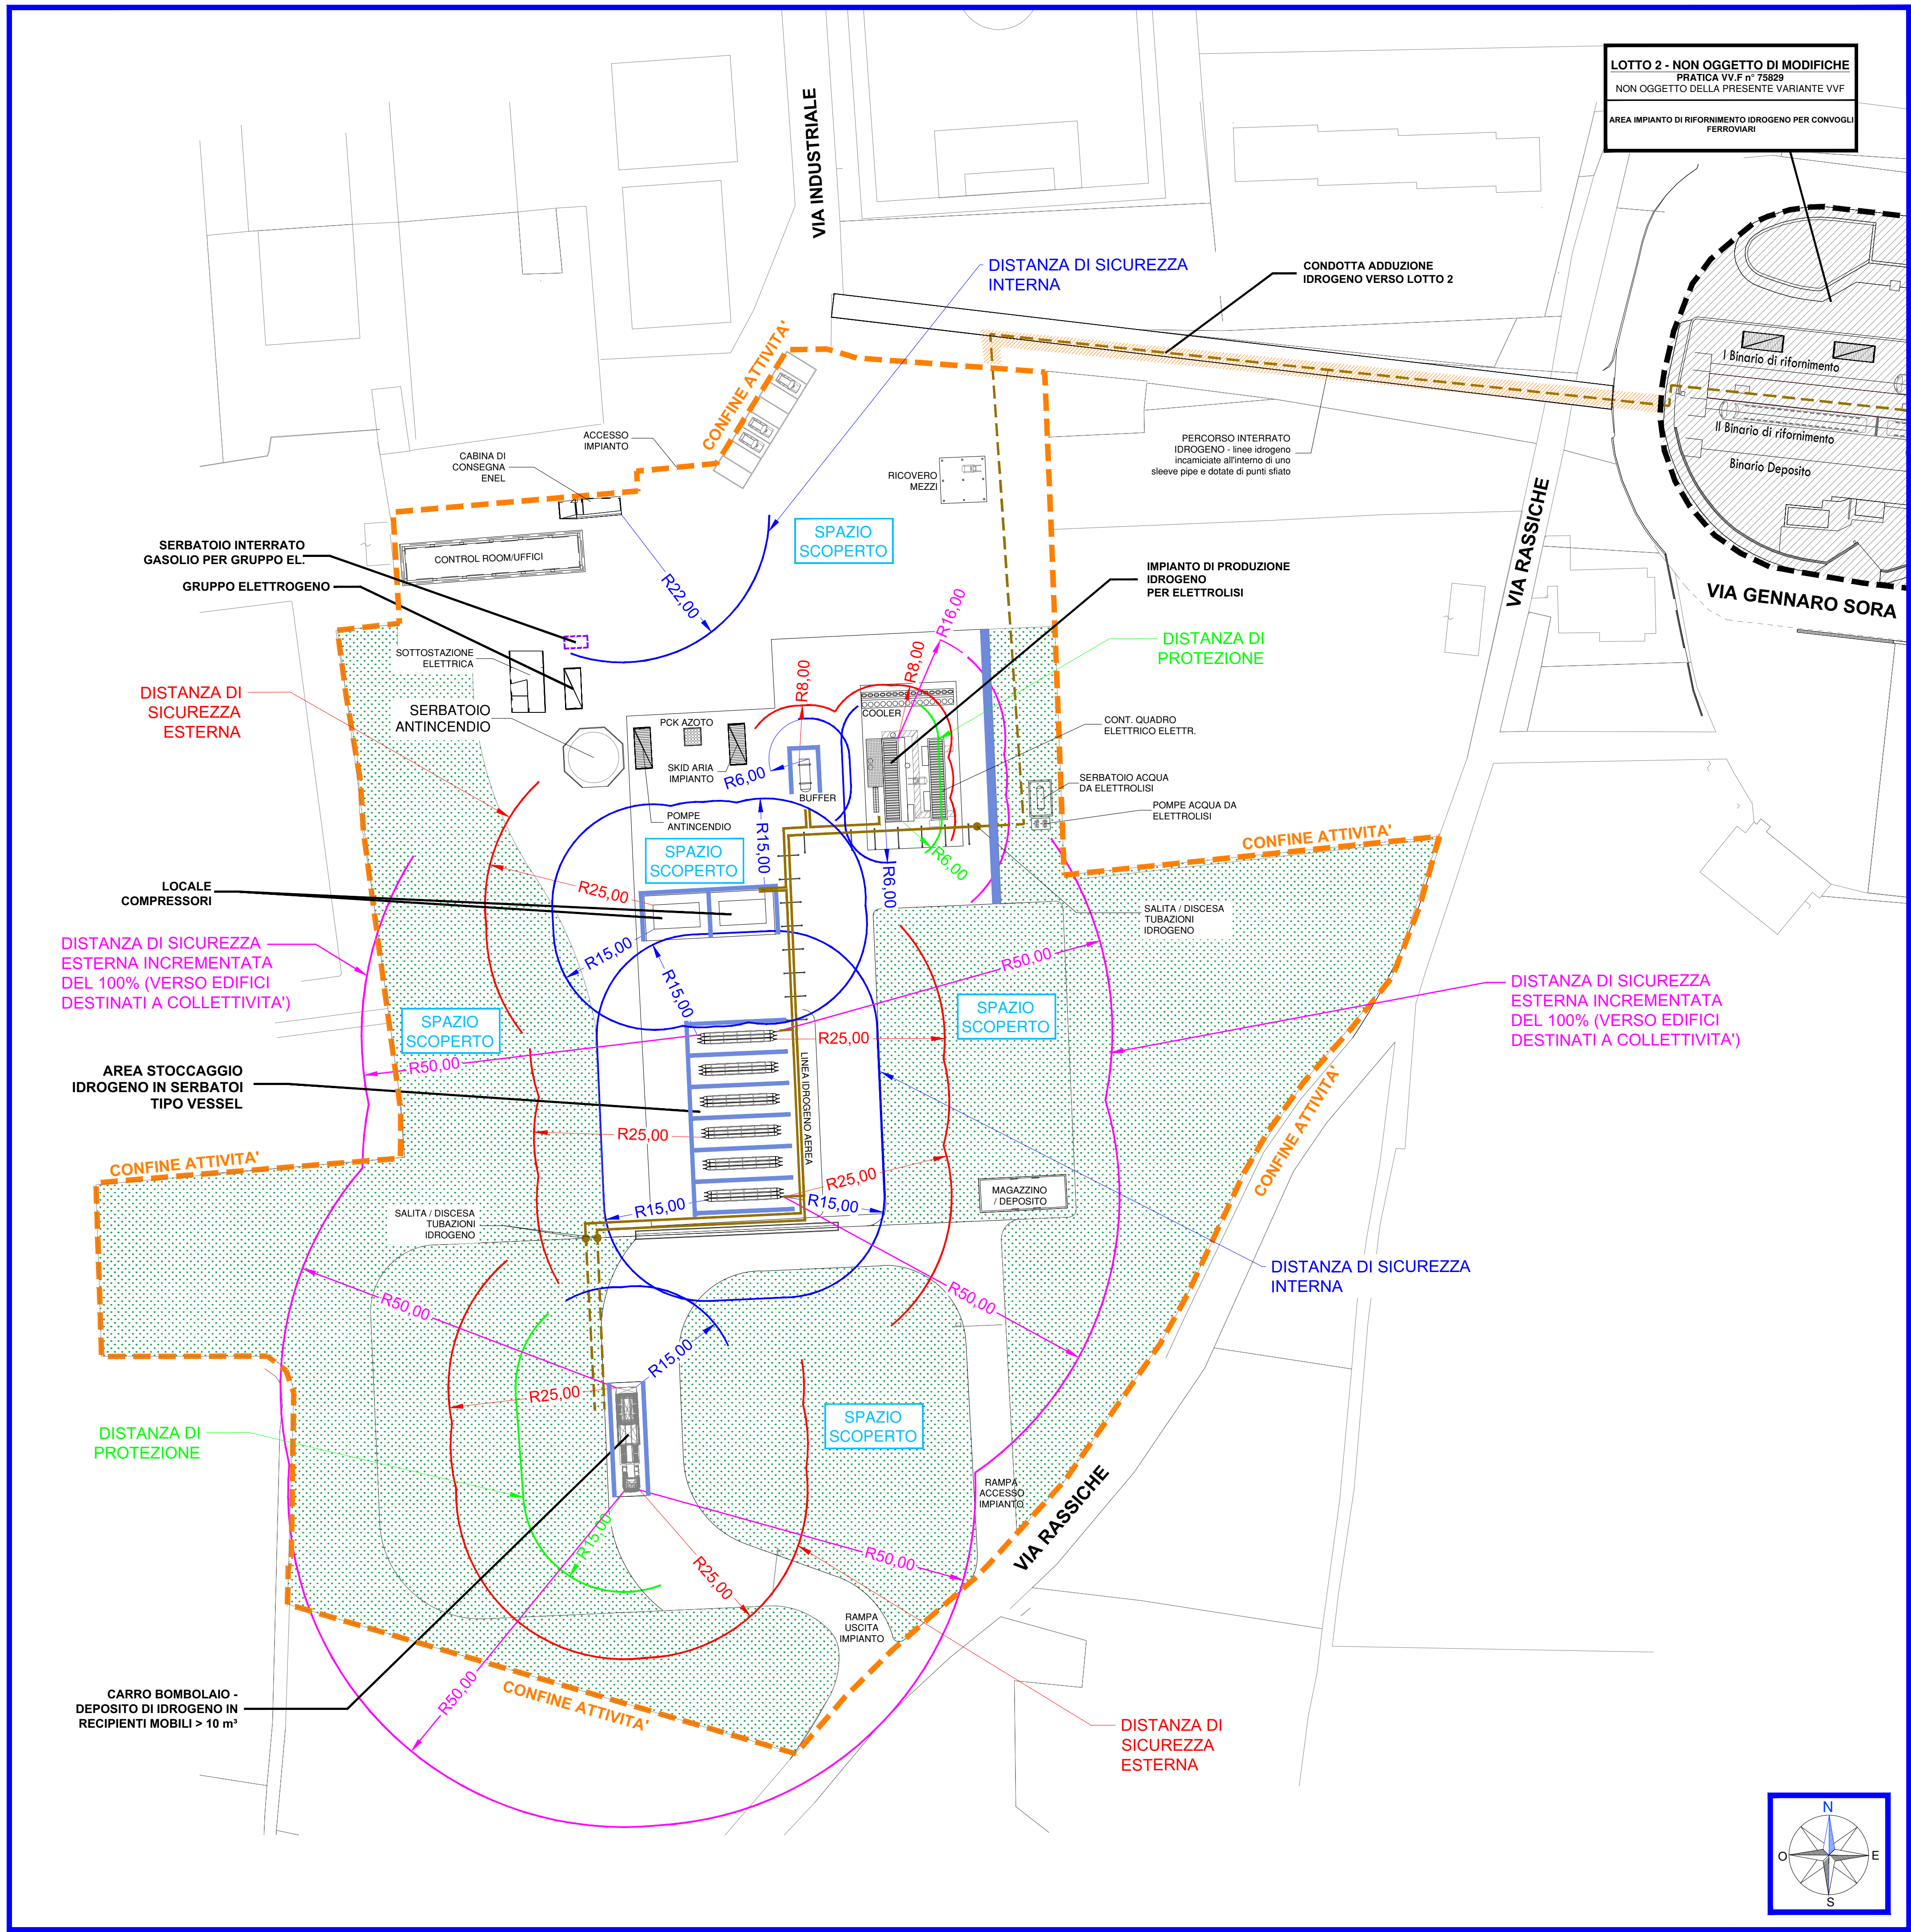 LOTTO 2 - NON OGGETTO DI MODIFICHE
PRATICA VV.F n° 75829
NON OGGETTO DELLA PRESENTE VARIANTE VVF
AREA IMPIANTO DI RIFORNIMENTO IDROGENO PER CONVOGLI
FERROVIARI
VIA INDUSTRIALE
DISTANZA DI SICUREZZA
INTERNA
CONDOTTA ADDUZIONE
IDROGENO VERSO LOTTO 2
CONFINE ATTIVITA'
I Binario di rifornimento
II Binario di rifornimento
Binario Deposito
ACCESSO
IMPIANTO
CABINA DI
CONSEGNA
ENEL
RICOVERO
MEZZI
PERCORSO INTERRATO
IDROGENO - linee idrogeno
incamiciate all'interno di uno
sleeve pipe e dotate di punti sfiato
VIA RASSICHE
VIA GENNARO SORA
SPAZIO
SCOPERTO
SERBATOIO INTERRATO
GASOLIO PER GRUPPO EL.
CONTROL ROOM/UFFICI
GRUPPO ELETTROGENO
R22,00
IMPIANTO DI PRODUZIONE
IDROGENO
PER ELETTROLISI
R16,00
DISTANZA DI
PROTEZIONE
SOTTOSTAZIONE
ELETTRICA
R8,00
R8,00
DISTANZA DI
SICUREZZA
ESTERNA
SERBATOIO
ANTINCENDIO
PCK AZOTO
COOLER
CONT. QUADRO
ELETTRICO ELETTR.
SKID ARIA
IMPIANTO
R6,00
BUFFER
SERBATOIO ACQUA
DA ELETTROLISI
POMPE ACQUA DA
ELETTROLISI
POMPE
ANTINCENDIO
R15,00
R6,00
R6,00
CONFINE ATTIVITA'
SPAZIO
SCOPERTO
LOCALE
COMPRESSORI
R25,00
SALITA / DISCESA
TUBAZIONI
IDROGENO
DISTANZA DI SICUREZZA
ESTERNA INCREMENTATA
DEL 100% (VERSO EDIFICI
DESTINATI A COLLETTIVITA')
R15,00
R15,00
R50,00
DISTANZA DI SICUREZZA
ESTERNA INCREMENTATA
DEL 100% (VERSO EDIFICI
DESTINATI A COLLETTIVITA')
SPAZIO
SCOPERTO
SPAZIO
SCOPERTO
R25,00
R50,00
AREA STOCCAGGIO
IDROGENO IN SERBATOI
TIPO VESSEL
LINEA IDROGENO AEREA
R25,00
CONFINE ATTIVITA'
CONFINE ATTIVITA'
R25,00
R15,00
R15,00
MAGAZZINO
/ DEPOSITO
SALITA / DISCESA
TUBAZIONI
IDROGENO
DISTANZA DI SICUREZZA
INTERNA
R50,00
R50,00
R15,00
R25,00
DISTANZA DI
PROTEZIONE
SPAZIO
SCOPERTO
RAMPA
ACCESSO
IMPIANTO
VIA RASSICHE
R15,00
R25,00
R50,00
RAMPA
USCITA
IMPIANTO
R50,00
CONFINE ATTIVITA'
CARRO BOMBOLAIO -
DEPOSITO DI IDROGENO IN
RECIPIENTI MOBILI > 10 m³
DISTANZA DI
SICUREZZA
ESTERNA
N
O
E
S